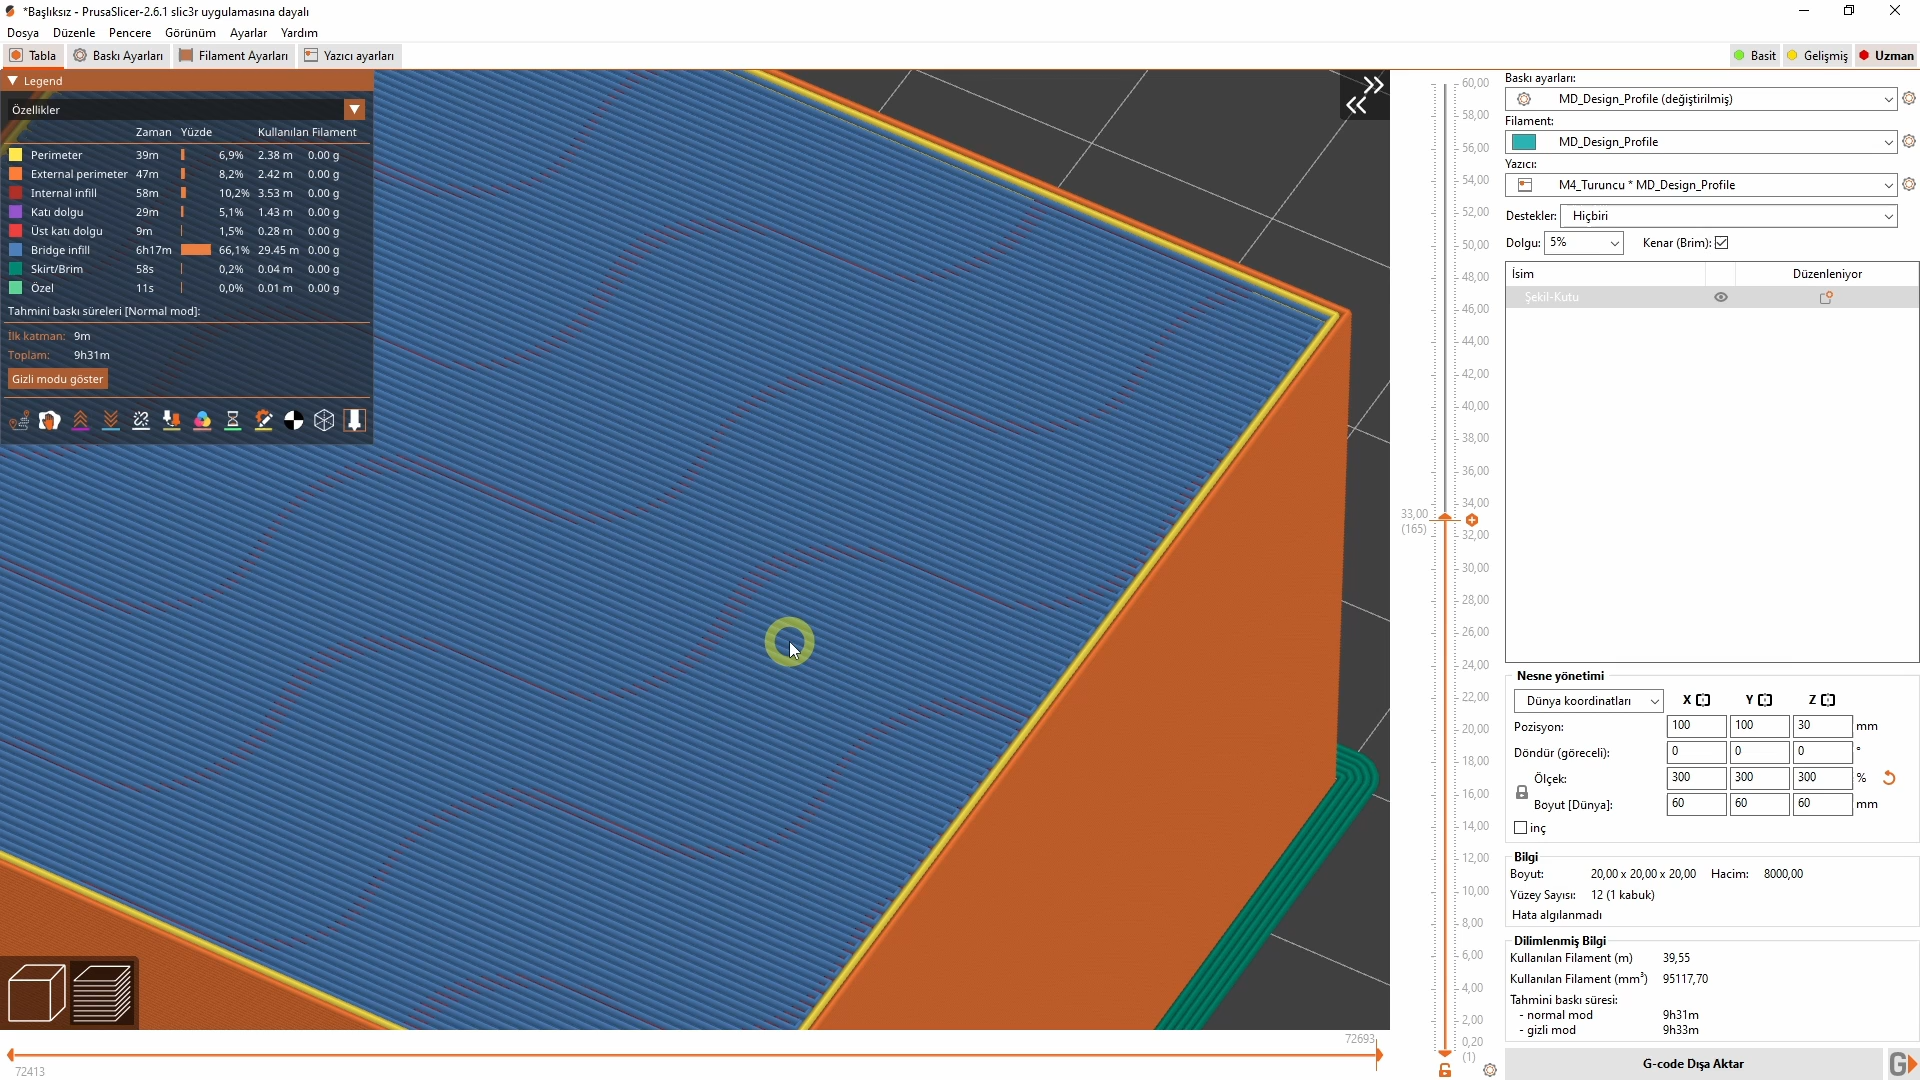 *Başlıksız - PrusaSlicer-2.6.1 slic3r uygulamasına dayalı
Dosya Düzenle Pencere Görünüm Ayarlar Yardım
Tabla Baskı Ayarları Filament Ayarları Yazıcı ayarları
Basit Gelişmiş Uzman
Legend
Özellikler
Zaman Yüzde Kullanılan Filament
Perimeter 39m 6,9% 2.38 m 0.00 g
External perimeter 47m 8,2% 2.42 m 0.00 g
Internal infill 58m 10,2% 3.53 m 0.00 g
Katı dolgu 29m 5,1% 1.43 m 0.00 g
Üst katı dolgu 9m 1,5% 0.28 m 0.00 g
Bridge infill 6h17m 66,1% 29.45 m 0.00 g
Skirt/Brim 58s 0,2% 0.04 m 0.00 g
Özel 11s 0,0% 0.01 m 0.00 g
Tahmini baskı süreleri [Normal mod]:
İlk katman: 9m
Toplam: 9h31m
Gizli modu göster
60,00
58,00
56,00
54,00
52,00
50,00
48,00
46,00
44,00
42,00
40,00
38,00
36,00
34,00
33,00
(165)
32,00
30,00
28,00
26,00
24,00
22,00
20,00
18,00
16,00
14,00
12,00
10,00
8,00
6,00
4,00
2,00
0,20
(1)
72693
72413
Baskı ayarları:
MD_Design_Profile (değiştirilmiş)
Filament:
MD_Design_Profile
Yazıcı:
M4_Turuncu * MD_Design_Profile
Destekler: Hiçbiri
Dolgu: 5% Kenar (Brim):
İsim Düzenleniyor
Şekil-Kutu
Nesne yönetimi
Dünya koordinatları X Y Z
Pozisyon: 100 100 30 mm
Döndür (göreceli): 0 0 0 °
Ölçek: 300 300 300 %
Boyut [Dünya]: 60 60 60 mm
inç
Bilgi
Boyut: 20,00 x 20,00 x 20,00 Hacim: 8000,00
Yüzey Sayısı: 12 (1 kabuk)
Hata algılanmadı
Dilimlenmiş Bilgi
Kullanılan Filament (m) 39,55
Kullanılan Filament (mm³) 95117,70
Tahmini baskı süresi:
- normal mod 9h31m
- gizli mod 9h33m
G-code Dışa Aktar
G